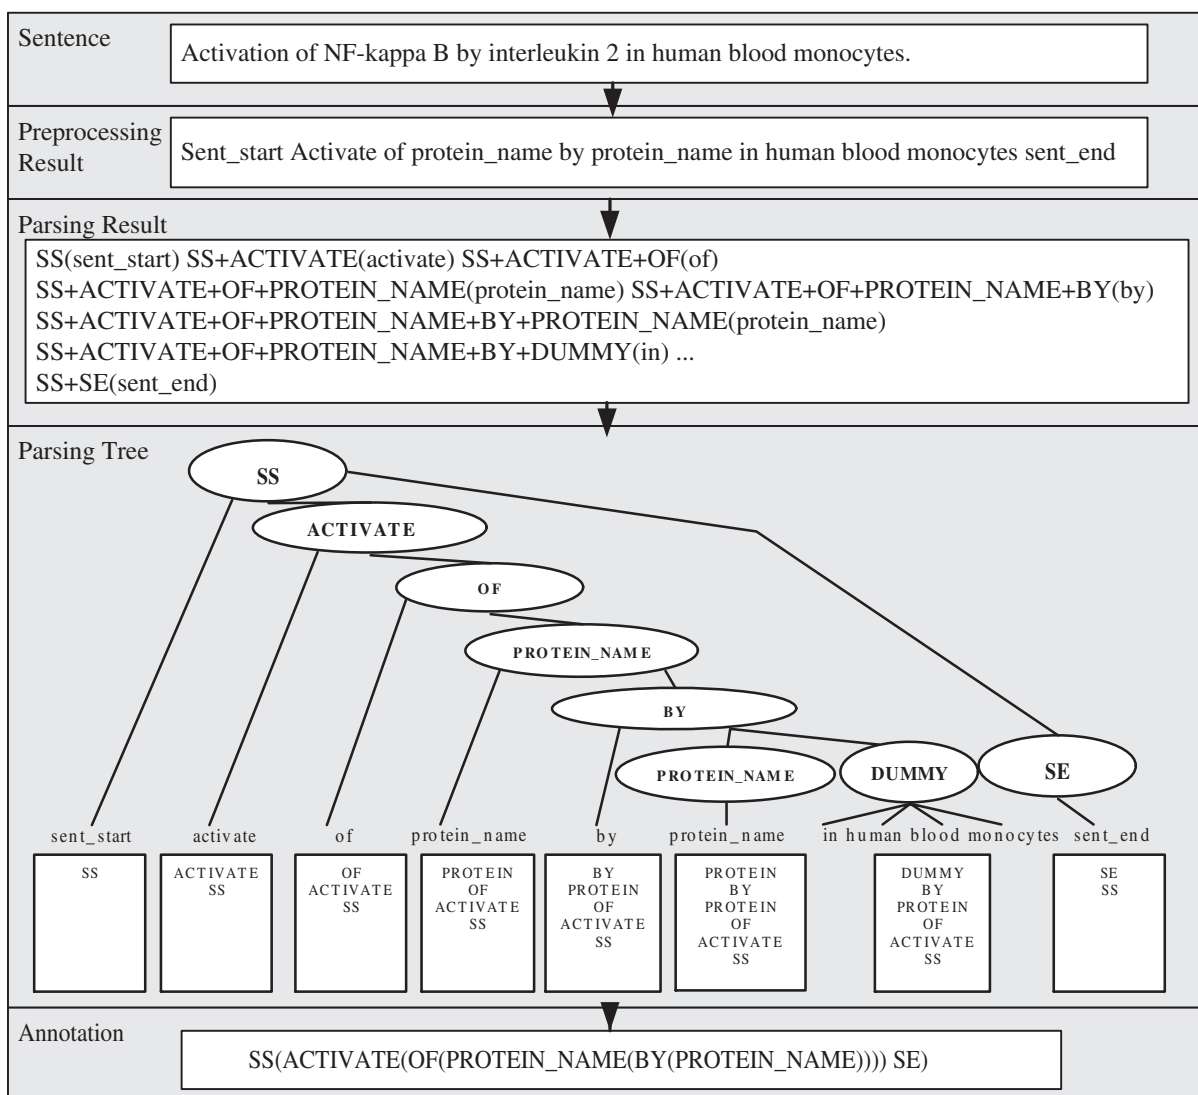 Sentence
Activation of NF-kappa B by interleukin 2 in human blood monocytes.
Preprocessing
Result
Sent_start Activate of protein_name by protein_name in human blood monocytes sent_end
Parsing Result
SS(sent_start) SS+ACTIVATE(activate) SS+ACTIVATE+OF(of)
SS+ACTIVATE+OF+PROTEIN_NAME(protein_name) SS+ACTIVATE+OF+PROTEIN_NAME+BY(by)
SS+ACTIVATE+OF+PROTEIN_NAME+BY+PROTEIN_NAME(protein_name)
SS+ACTIVATE+OF+PROTEIN_NAME+BY+DUMMY(in) ...
SS+SE(sent_end)
Parsing Tree
SS
ACTIVATE
OF
PROTEIN_NAME
BY
PROTEIN_NAME
DUMMY
SE
sent_start activate of protein_name by protein_name in human blood monocytes sent_end
SS
ACTIVATE
SS
OF
ACTIVATE
SS
PROTEIN
OF
ACTIVATE
SS
BY
PROTEIN
OF
ACTIVATE
SS
PROTEIN
BY
PROTEIN
OF
ACTIVATE
SS
DUMMY
BY
PROTEIN
OF
ACTIVATE
SS
SE
SS
Annotation
SS(ACTIVATE(OF(PROTEIN_NAME(BY(PROTEIN_NAME)))) SE)